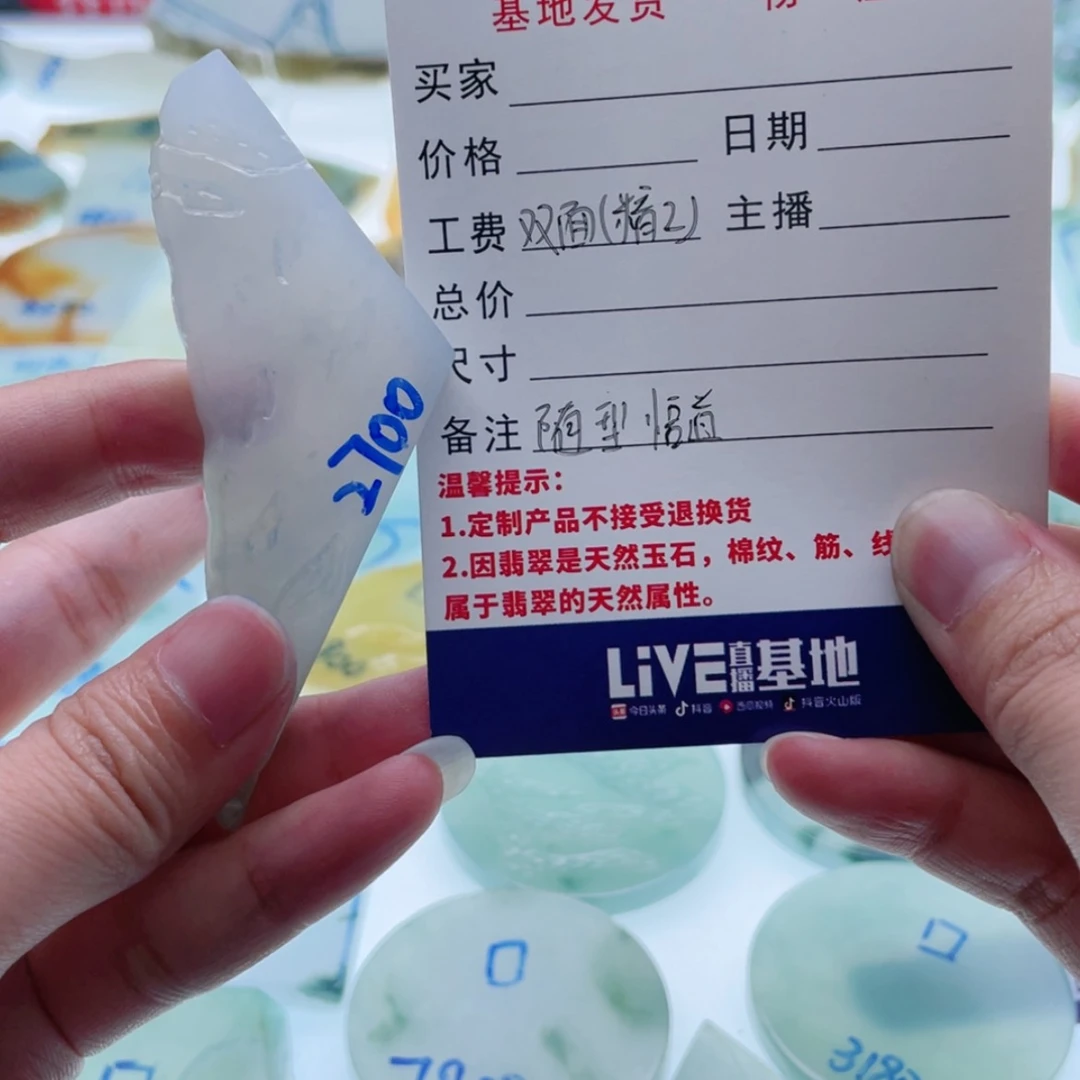 基地发货
买家
价格 日期
工费 双面(精工) 主播
总价
尺寸
备注 随型 悟道
温馨提示：
1.定制产品不接受退换货
2.因翡翠是天然玉石，棉纹、筋、
属于翡翠的天然属性。
LiVE直播基地
今日头条 抖音 西瓜视频 抖音火山版
2700